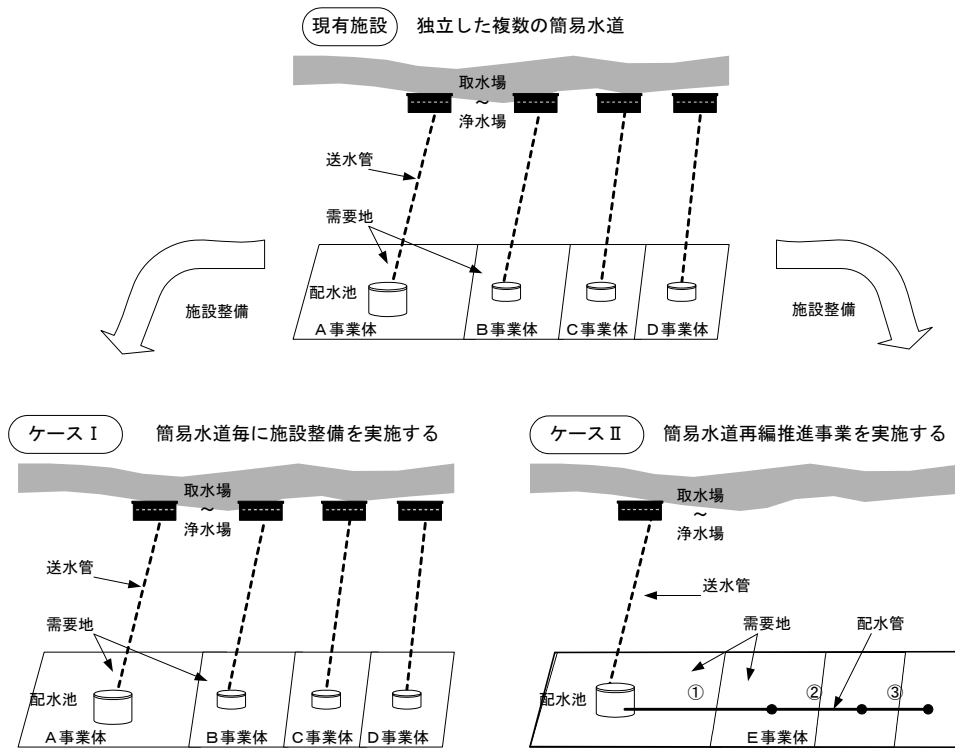 現有施設 独立した複数の簡易水道
取水場
～
浄水場
送水管
需要地
配水池
A事業体 B事業体 C事業体 D事業体
施設整備
施設整備
ケースⅠ 簡易水道毎に施設整備を実施する
取水場
～
浄水場
送水管
需要地
配水池
A事業体 B事業体 C事業体 D事業体
ケースⅡ 簡易水道再編推進事業を実施する
取水場
～
浄水場
送水管
需要地 配水管
配水池
① ② ③
E事業体